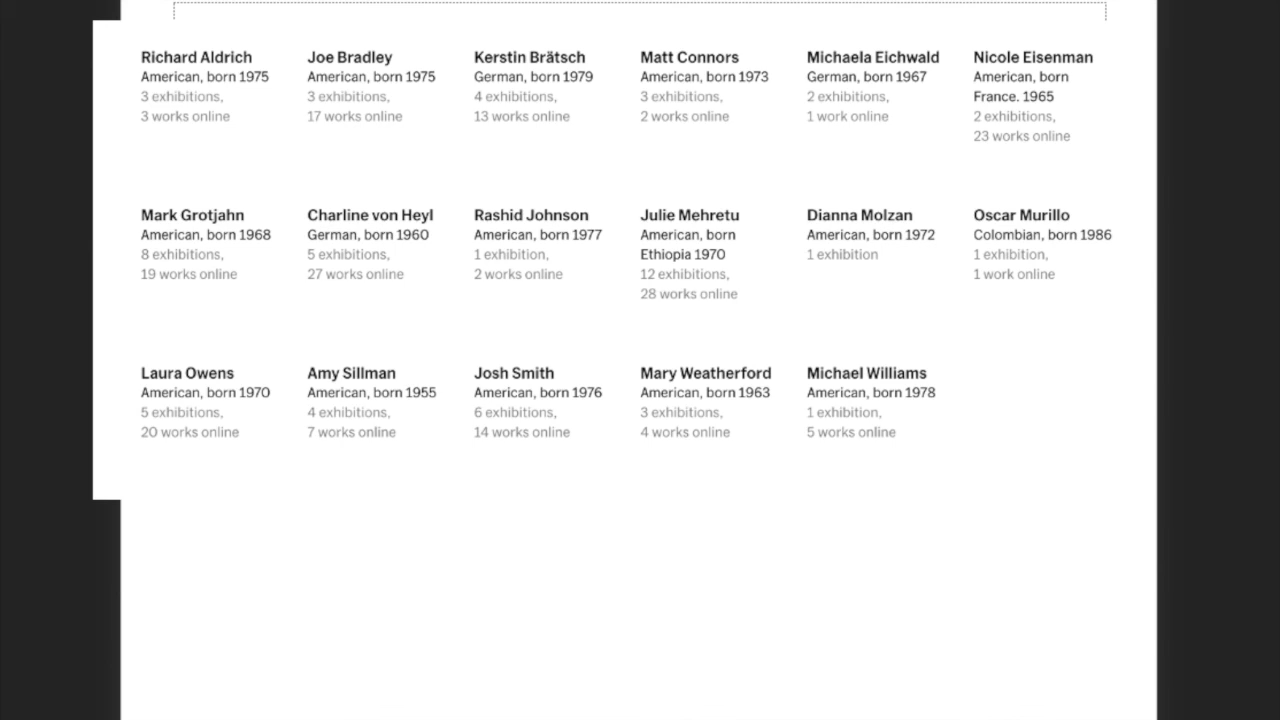 Richard Aldrich
American, born 1975
3 exhibitions,
3 works online
Joe Bradley
American, born 1975
3 exhibitions,
17 works online
Kerstin Brätsch
German, born 1979
4 exhibitions,
13 works online
Matt Connors
American, born 1973
3 exhibitions,
2 works online
Michaela Eichwald
German, born 1967
2 exhibitions,
1 work online
Nicole Eisenman
American, born
France. 1965
2 exhibitions,
23 works online
Mark Grotjahn
American, born 1968
8 exhibitions,
19 works online
Charline von Heyl
German, born 1960
5 exhibitions,
27 works online
Rashid Johnson
American, born 1977
1 exhibition,
2 works online
Julie Mehretu
American, born
Ethiopia 1970
12 exhibitions,
28 works online
Dianna Molzan
American, born 1972
1 exhibition
Oscar Murillo
Colombian, born 1986
1 exhibition,
1 work online
Laura Owens
American, born 1970
5 exhibitions,
20 works online
Amy Sillman
American, born 1955
4 exhibitions,
7 works online
Josh Smith
American, born 1976
6 exhibitions,
14 works online
Mary Weatherford
American, born 1963
3 exhibitions,
4 works online
Michael Williams
American, born 1978
1 exhibition,
5 works online